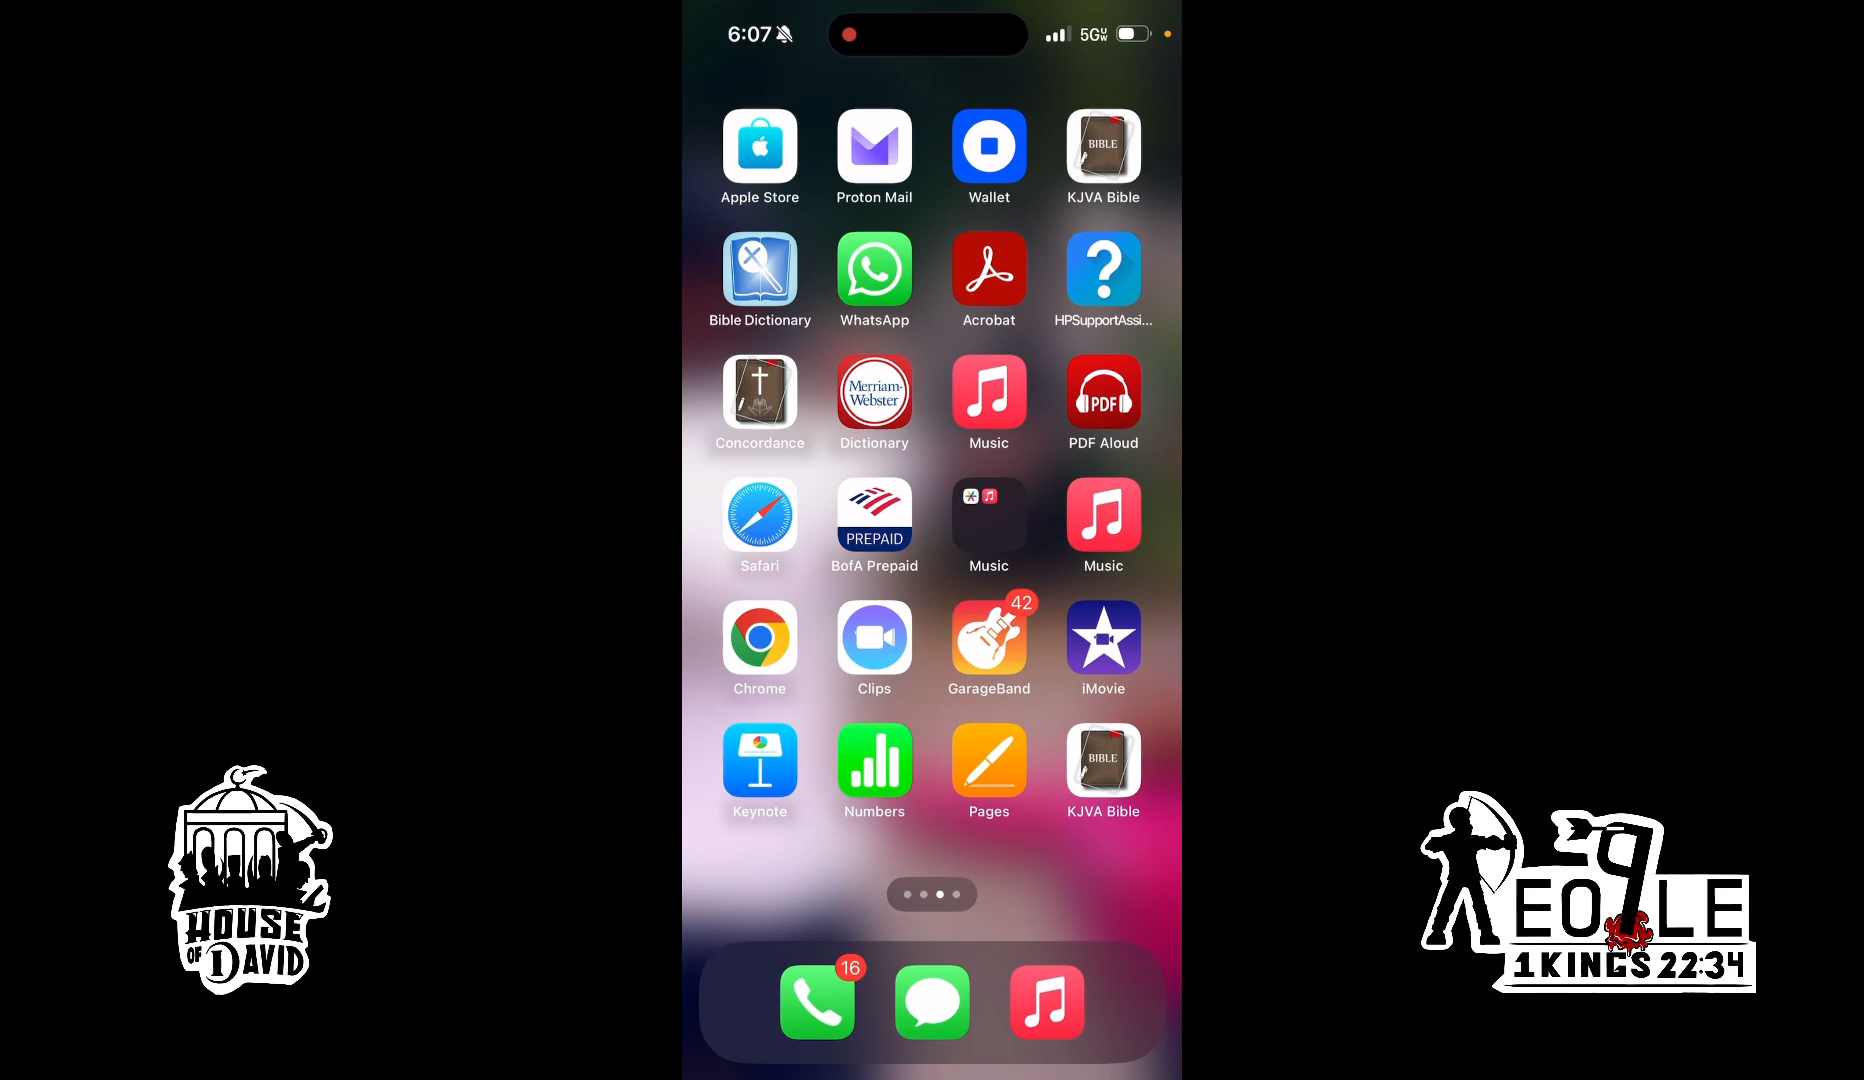 6:07
5G UW
Apple Store
Proton Mail
Wallet
BIBLE
KJVA Bible
Bible Dictionary
WhatsApp
Acrobat
?
HPSupportAssi...
Concordance
Merriam-
Webster
Dictionary
Music
PDF
PDF Aloud
Safari
PREPAID
BofA Prepaid
Music
Music
Chrome
Clips
42
GarageBand
iMovie
Keynote
Numbers
Pages
BIBLE
KJVA Bible
16
HOUSE
OF DAVID
PEOPLE
1 KINGS 22:34